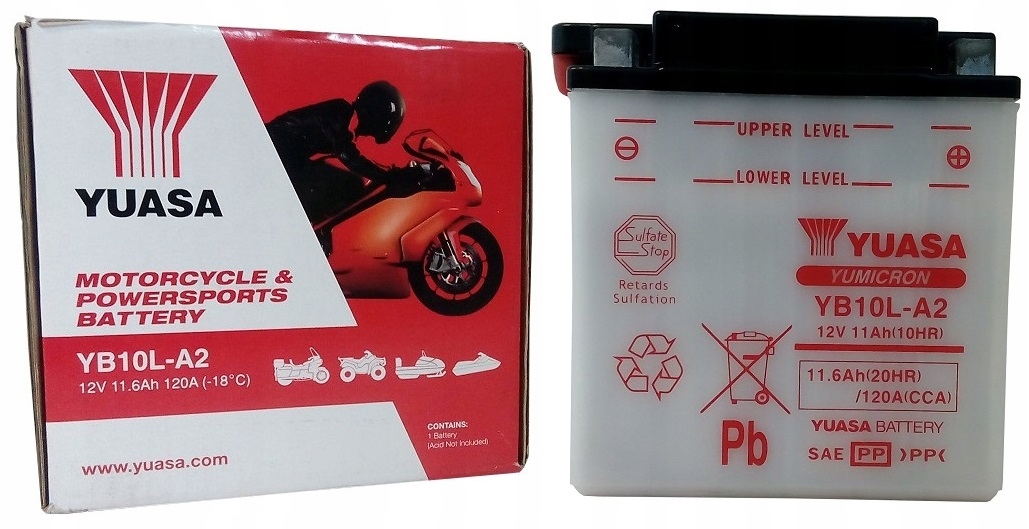 YUASA
MOTORCYCLE &
POWERSPORTS
BATTERY
YB10L-A2
12V 11.6Ah 120A (-18°C)
CONTAINS:
1 Battery
(Acid Not Included)
www.yuasa.com
UPPER LEVEL
⊖ ⊕
LOWER LEVEL
Sulfate
Stop
Retards
Sulfation
YUASA
YUMICRON
YB10L-A2
12V 11Ah(10HR)
11.6Ah(20HR)
/120A(CCA)
Pb
YUASA BATTERY
SAE PP >PP<